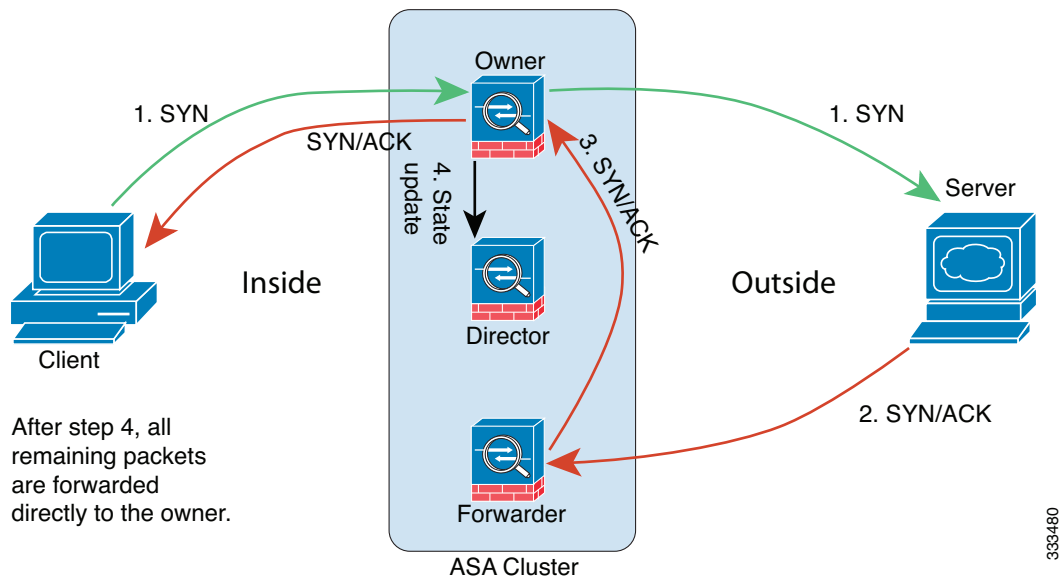 Owner
1. SYN
1. SYN
SYN/ACK
3. SYN/ACK
4. State
update
Server
Inside
Outside
Director
Client
2. SYN/ACK
After step 4, all
remaining packets
are forwarded
directly to the owner.
Forwarder
ASA Cluster
333480